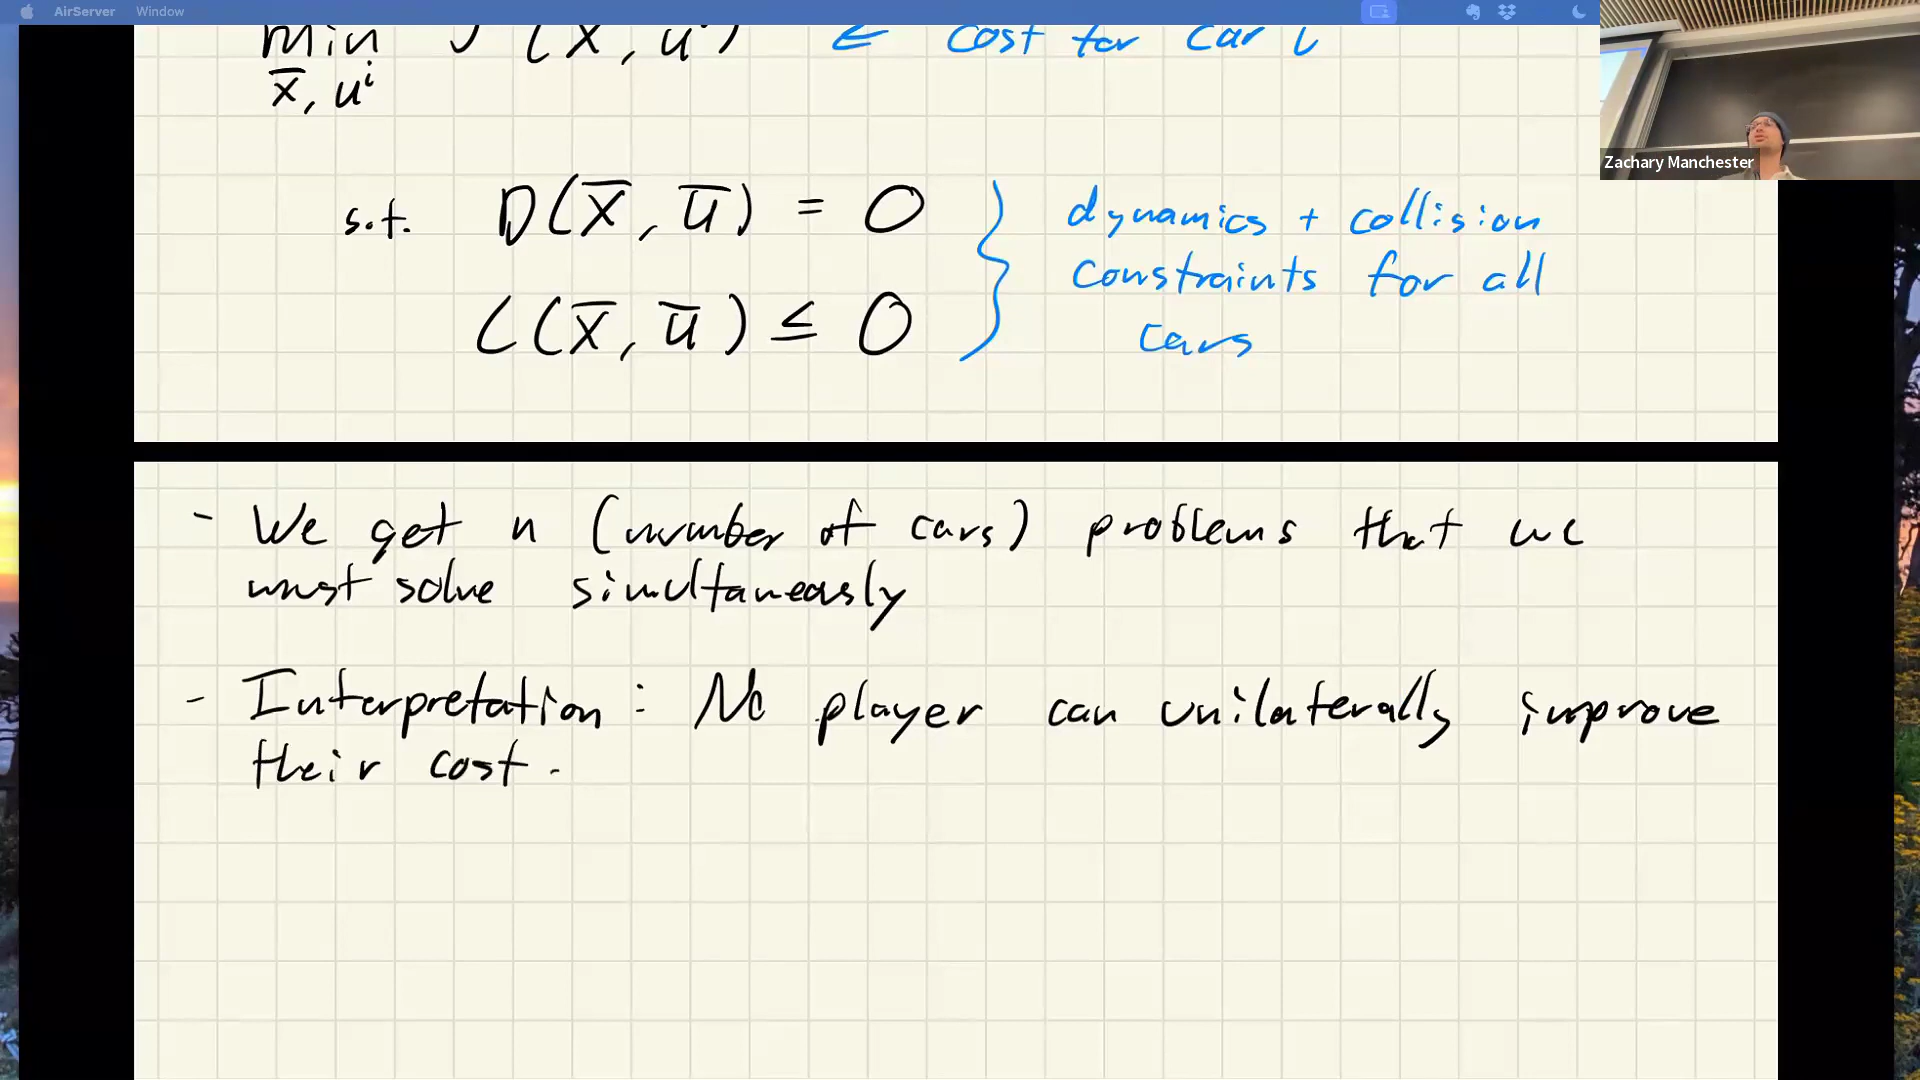 AirServer Window
min J (x̄, uⁱ) ← cost for car i
x̄, uⁱ
s.t. D(x̄, ū) = 0
dynamics + collision
constraints for all
C(x̄, ū) ≤ 0
cars
Zachary Manchester
- We get n (number of cars) problems that we
must solve simultaneously
- Interpretation: No player can unilaterally improve
their cost.